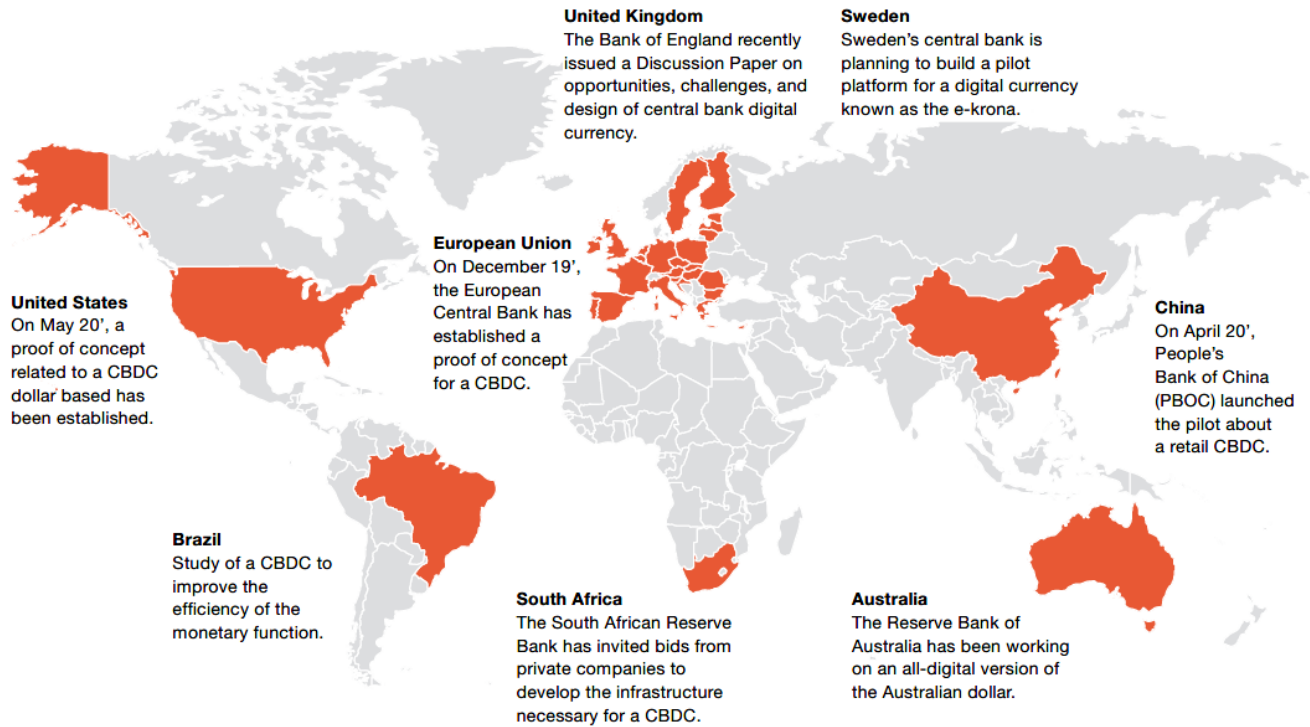 United Kingdom
The Bank of England recently
issued a Discussion Paper on
opportunities, challenges, and
design of central bank digital
currency.
Sweden
Sweden's central bank is
planning to build a pilot
platform for a digital currency
known as the e-krona.
European Union
On December 19',
the European
Central Bank has
established a
proof of concept
for a CBDC.
United States
On May 20', a
proof of concept
related to a CBDC
dollar based has
been established.
China
On April 20',
People's
Bank of China
(PBOC) launched
the pilot about
a retail CBDC.
Brazil
Study of a CBDC to
improve the
efficiency of the
monetary function.
South Africa
The South African Reserve
Bank has invited bids from
private companies to
develop the infrastructure
necessary for a CBDC.
Australia
The Reserve Bank of
Australia has been working
on an all-digital version of
the Australian dollar.